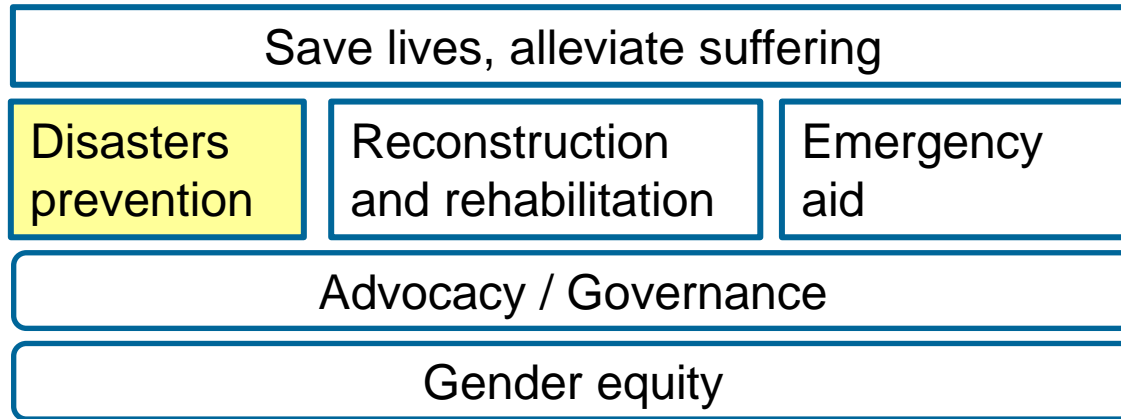 Save lives, alleviate suffering
Disasters
prevention
Reconstruction
and rehabilitation
Emergency
aid
Advocacy / Governance
Gender equity